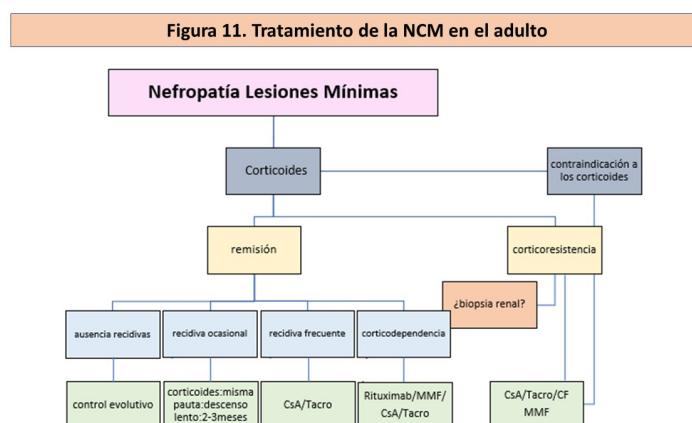 Figura 11. Tratamiento de la NCM en el adulto
Nefropatía Lesiones Mínimas
Corticoides
contraindicación a
los corticoides
remisión
corticoresistencia
¿biopsia renal?
ausencia recidivas
recidiva ocasional
recidiva frecuente
corticodependencia
control evolutivo
corticoides:misma
pauta:descenso
lento:2-3meses
CsA/Tacro
Rituximab/MMF/
CsA/Tacro
CsA/Tacro/CF
MMF